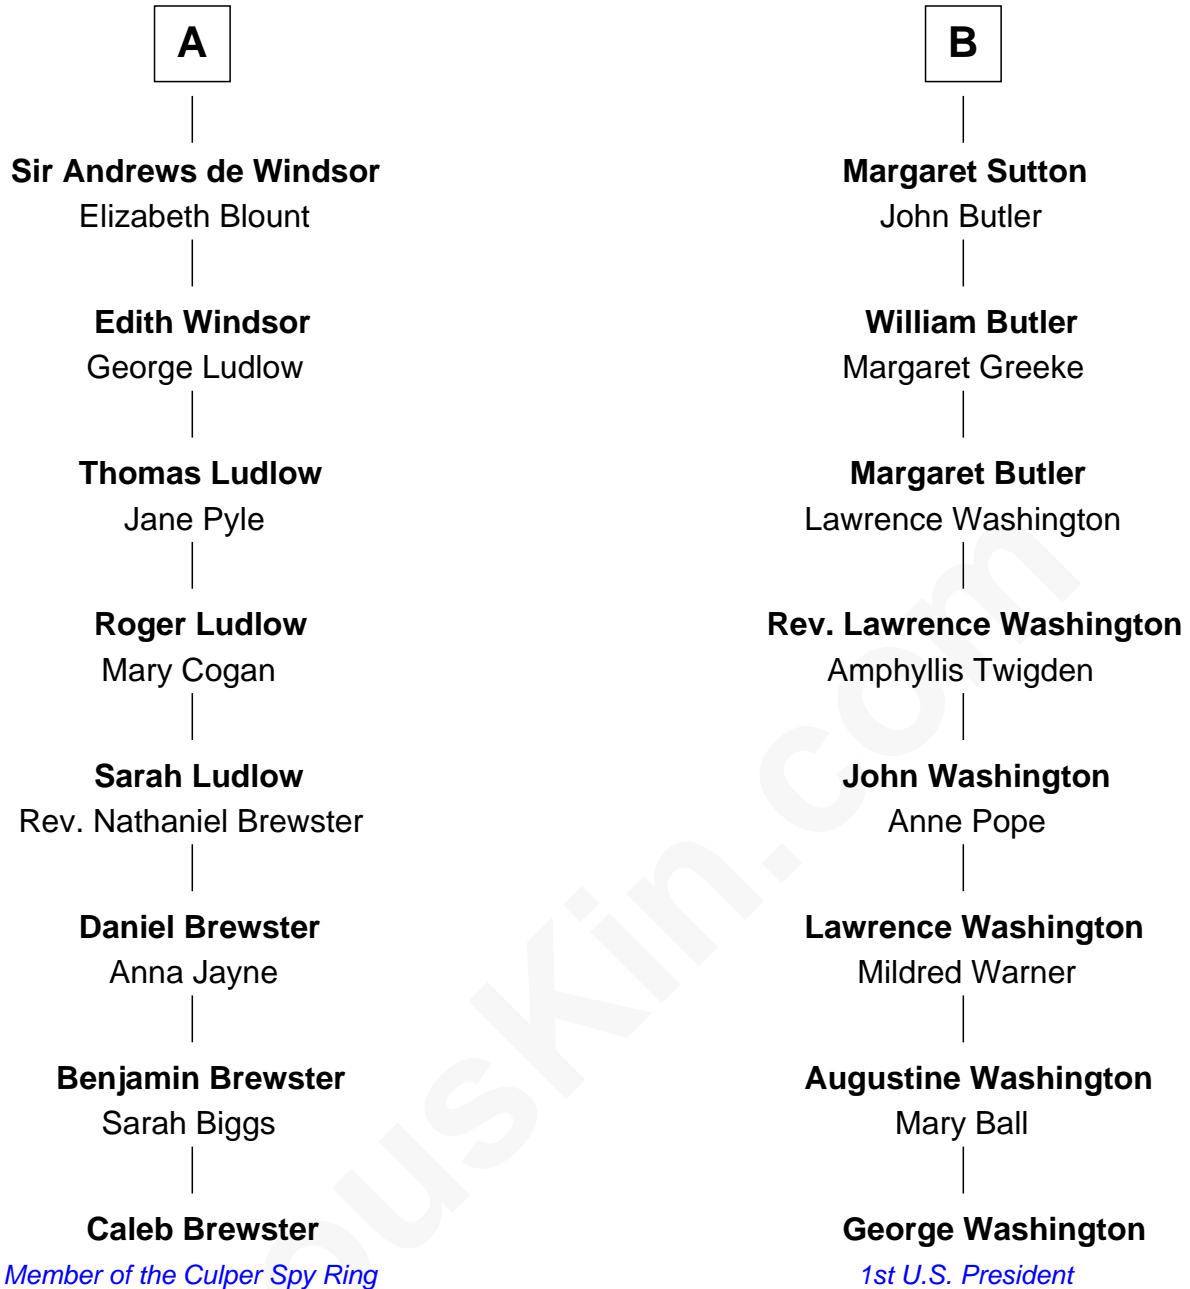 A
Sir Andrews de Windsor
Elizabeth Blount
Edith Windsor
George Ludlow
Thomas Ludlow
Jane Pyle
Roger Ludlow
Mary Cogan
Sarah Ludlow
Rev. Nathaniel Brewster
Daniel Brewster
Anna Jayne
Benjamin Brewster
Sarah Biggs
Caleb Brewster
Member of the Culper Spy Ring
B
Margaret Sutton
John Butler
William Butler
Margaret Greeke
Margaret Butler
Lawrence Washington
Rev. Lawrence Washington
Amphyllis Twigden
John Washington
Anne Pope
Lawrence Washington
Mildred Warner
Augustine Washington
Mary Ball
George Washington
1st U.S. President
ousKin.com